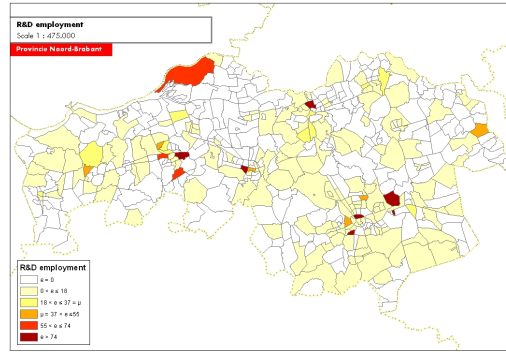 R&D employment
Scale 1 : 475.000
Provincie Noord-Brabant
R&D employment
e = 0
0 < e ≤ 18
18 < e ≤ 37 = μ
μ = 37 < e ≤55
55 < e ≤ 74
e > 74